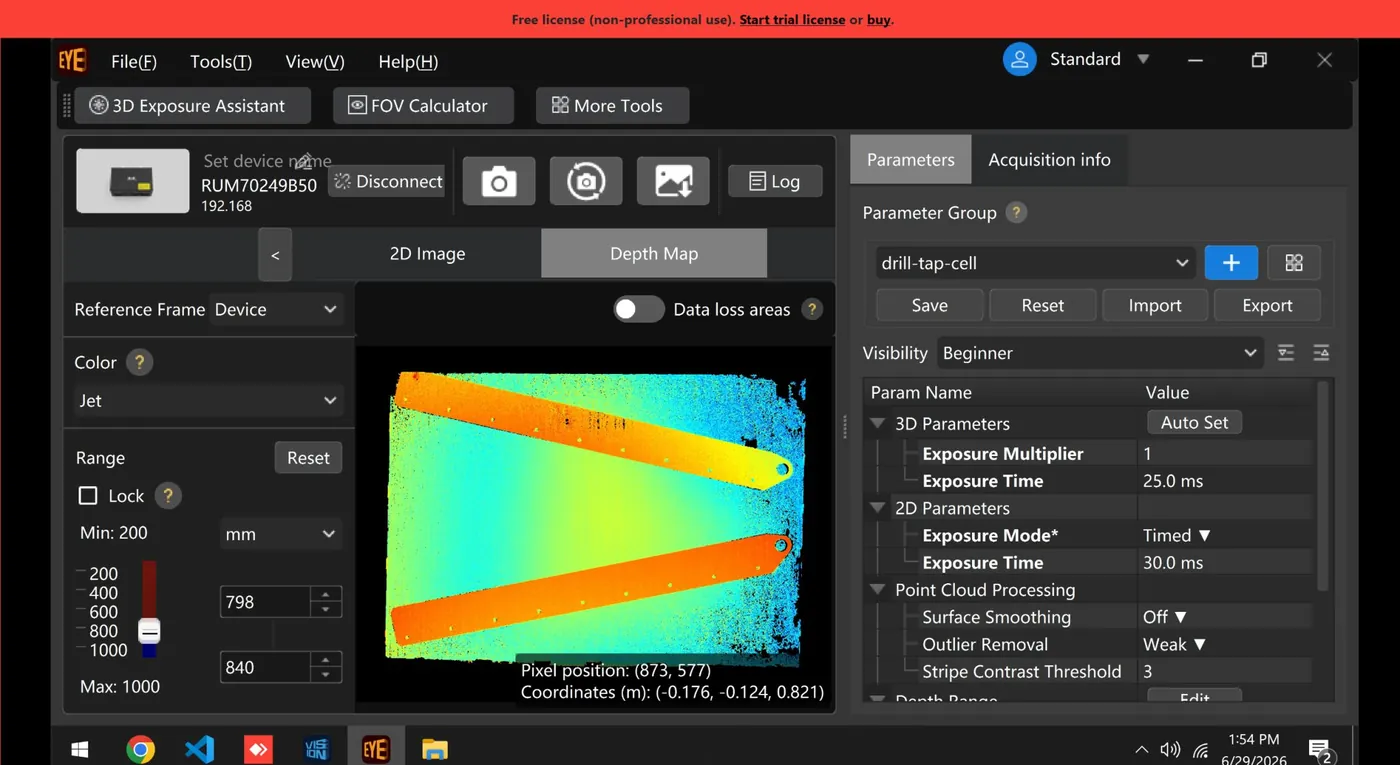 Free license (non-professional use). Start trial license or buy.
EYE File(F) Tools(T) View(V) Help(H) Standard
3D Exposure Assistant FOV Calculator More Tools
Set device name
RUM70249B50
192.168
Disconnect
Log
< 2D Image Depth Map
Reference Frame Device
Data loss areas ?
Color ?
Jet
Range Reset
Lock ?
Min: 200 mm
200
400
600
800
1000
798
840
Max: 1000
Pixel position: (873, 577)
Coordinates (m): (-0.176, -0.124, 0.821)
Parameters Acquisition info
Parameter Group ?
drill-tap-cell +
Save Reset Import Export
Visibility Beginner
Param Name Value
3D Parameters Auto Set
Exposure Multiplier 1
Exposure Time 25.0 ms
2D Parameters
Exposure Mode* Timed ▼
Exposure Time 30.0 ms
Point Cloud Processing
Surface Smoothing Off ▼
Outlier Removal Weak ▼
Stripe Contrast Threshold 3
Depth Range Edit
VISION EYE
1:54 PM
6/29/2026
2